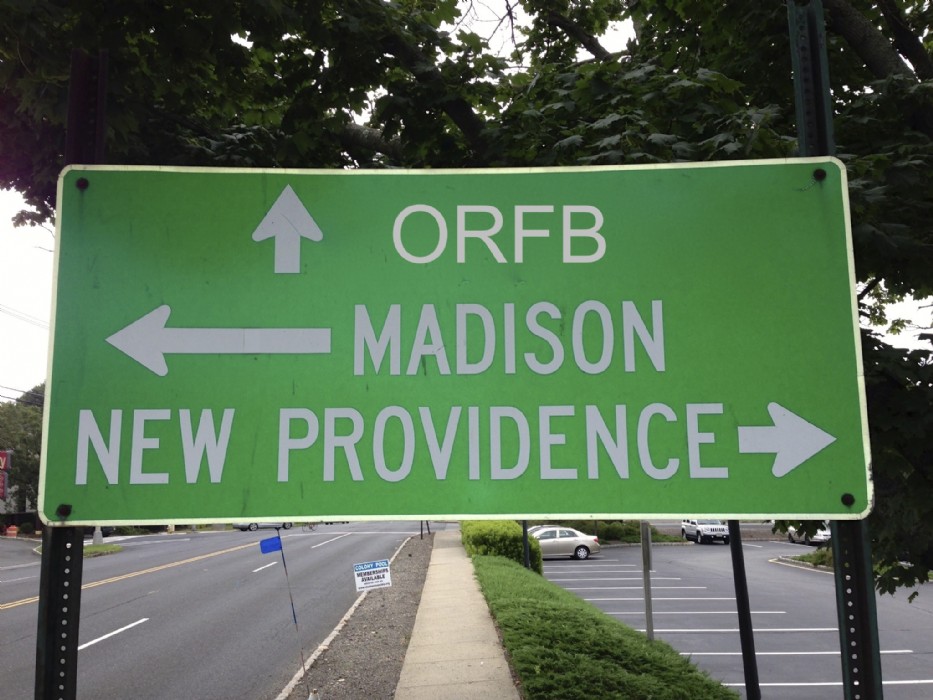 ORFB
MADISON
NEW PROVIDENCE
COLONY POOL
MEMBERSHIPS
AVAILABLE